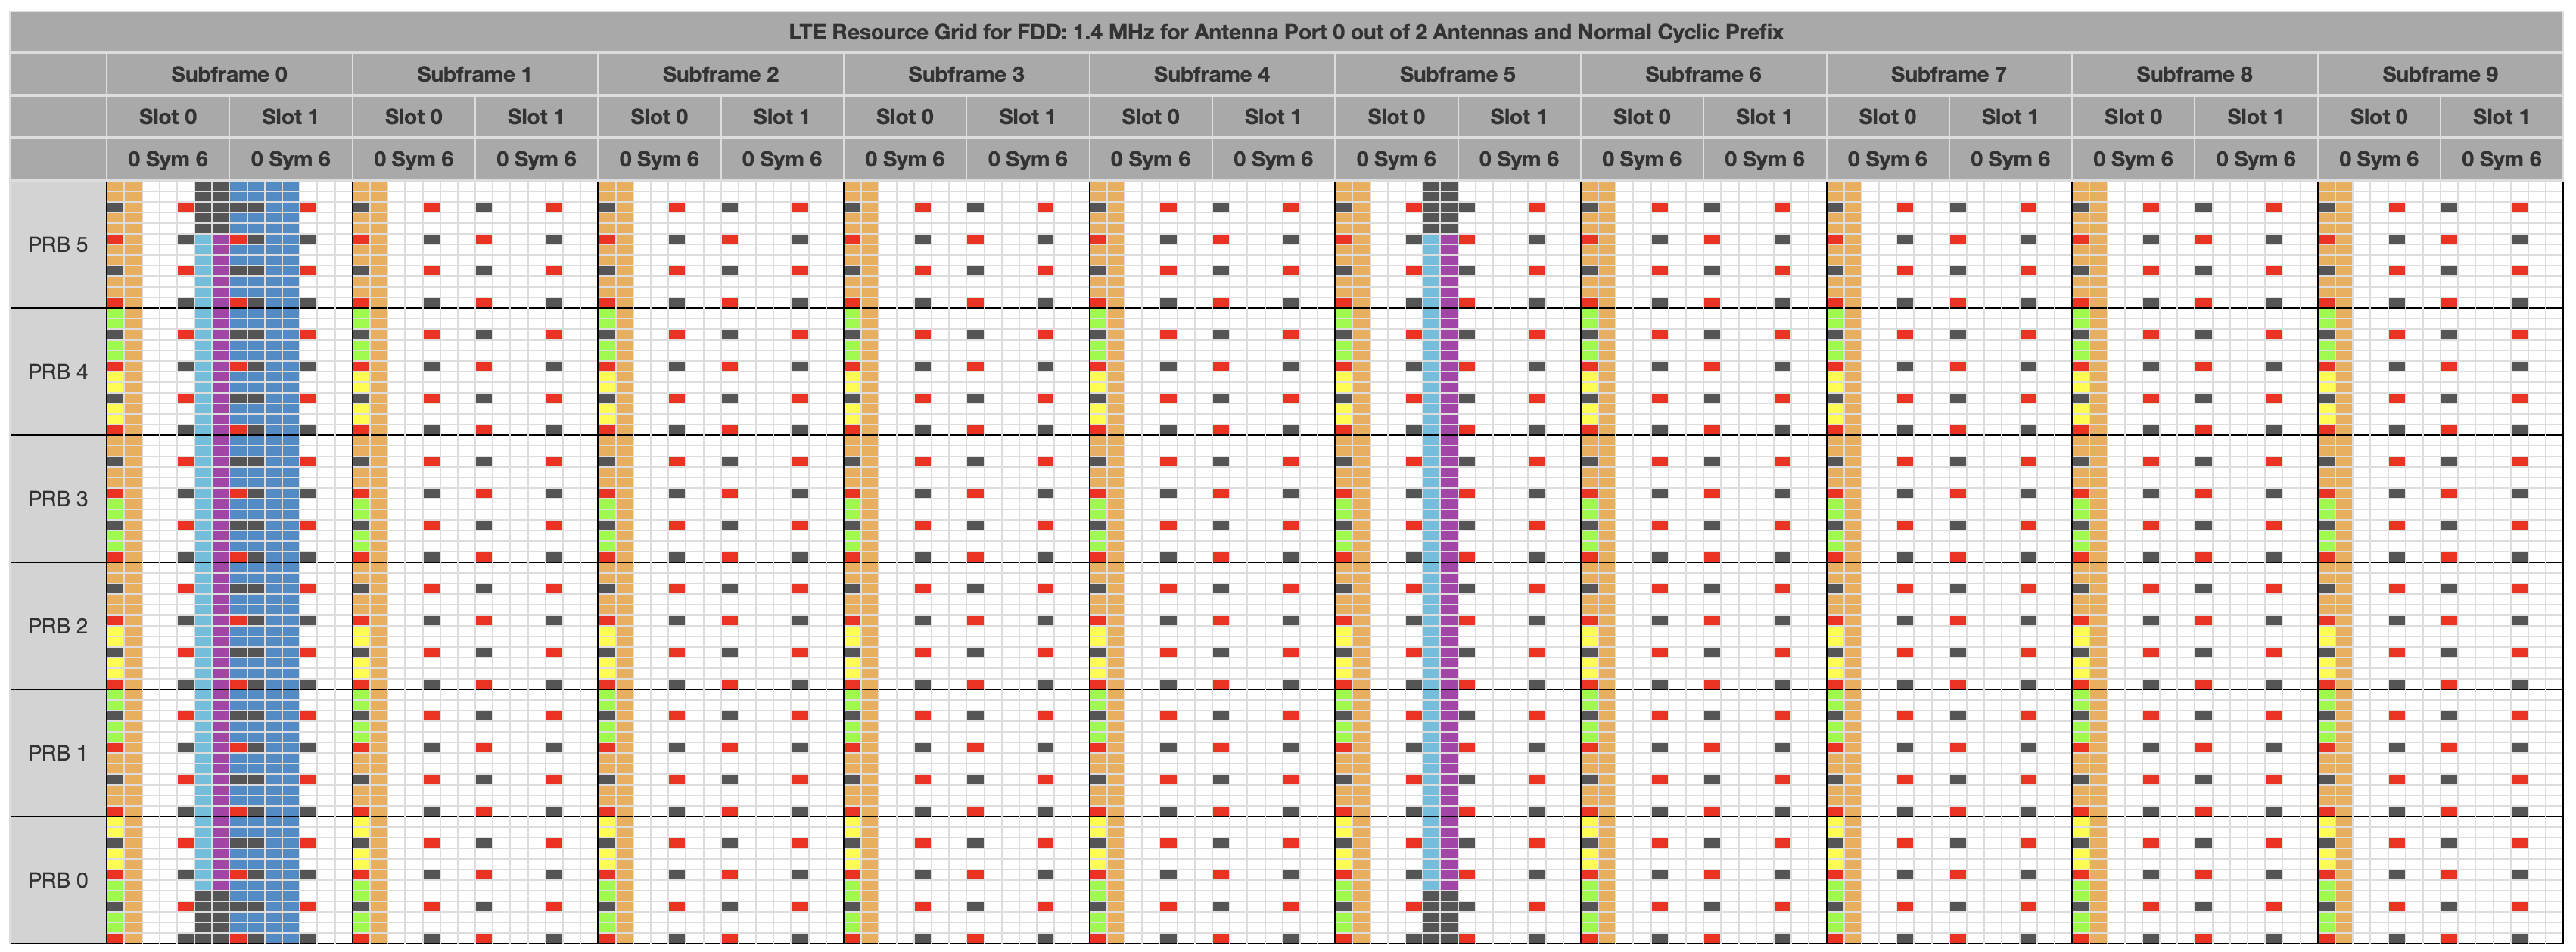 LTE Resource Grid for FDD: 1.4 MHz for Antenna Port 0 out of 2 Antennas and Normal Cyclic Prefix
Subframe 0 Subframe 1 Subframe 2 Subframe 3 Subframe 4 Subframe 5 Subframe 6 Subframe 7 Subframe 8 Subframe 9
Slot 0 Slot 1 Slot 0 Slot 1 Slot 0 Slot 1 Slot 0 Slot 1 Slot 0 Slot 1 Slot 0 Slot 1 Slot 0 Slot 1 Slot 0 Slot 1 Slot 0 Slot 1 Slot 0 Slot 1
0 Sym 6 0 Sym 6 0 Sym 6 0 Sym 6 0 Sym 6 0 Sym 6 0 Sym 6 0 Sym 6 0 Sym 6 0 Sym 6 0 Sym 6 0 Sym 6 0 Sym 6 0 Sym 6 0 Sym 6 0 Sym 6 0 Sym 6 0 Sym 6 0 Sym 6 0 Sym 6
PRB 5
PRB 4
PRB 3
PRB 2
PRB 1
PRB 0